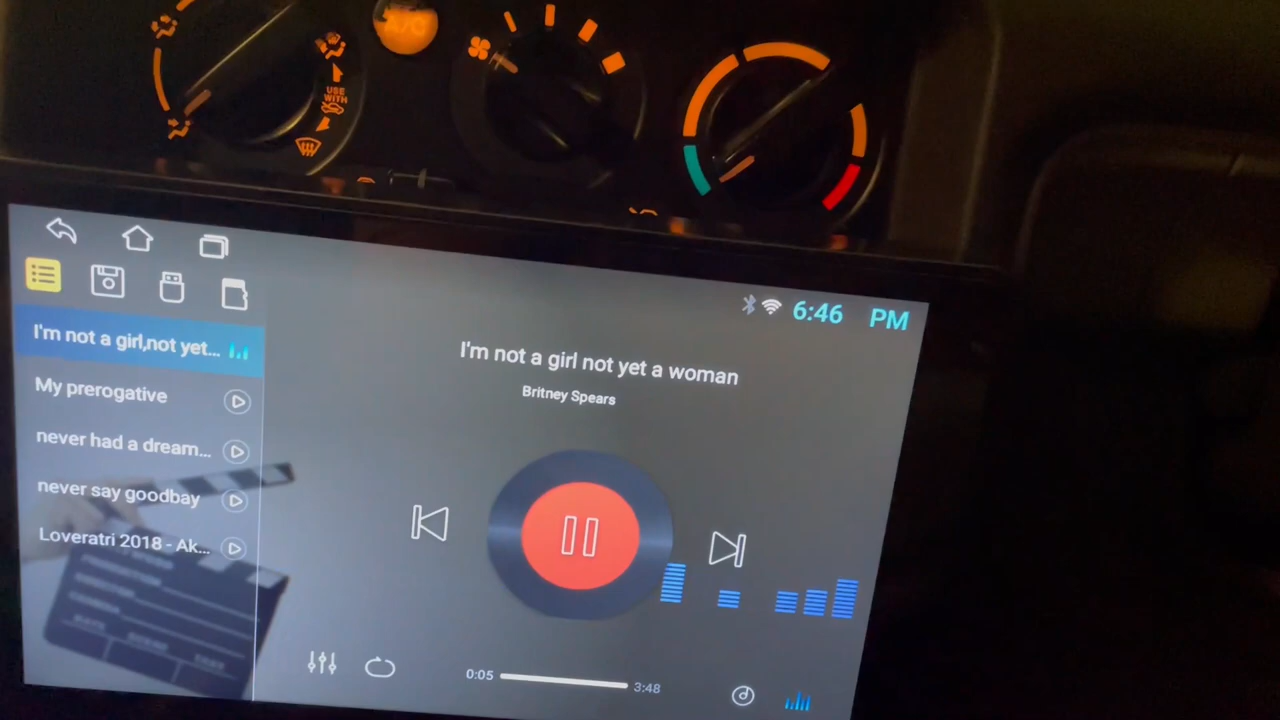 A/C
USE
WITH
6:46 PM
I'm not a girl,not yet...
My prerogative
never had a dream...
never say goodbay
Loveratri 2018 - Ak...
I'm not a girl not yet a woman
Britney Spears
0:05
3:48